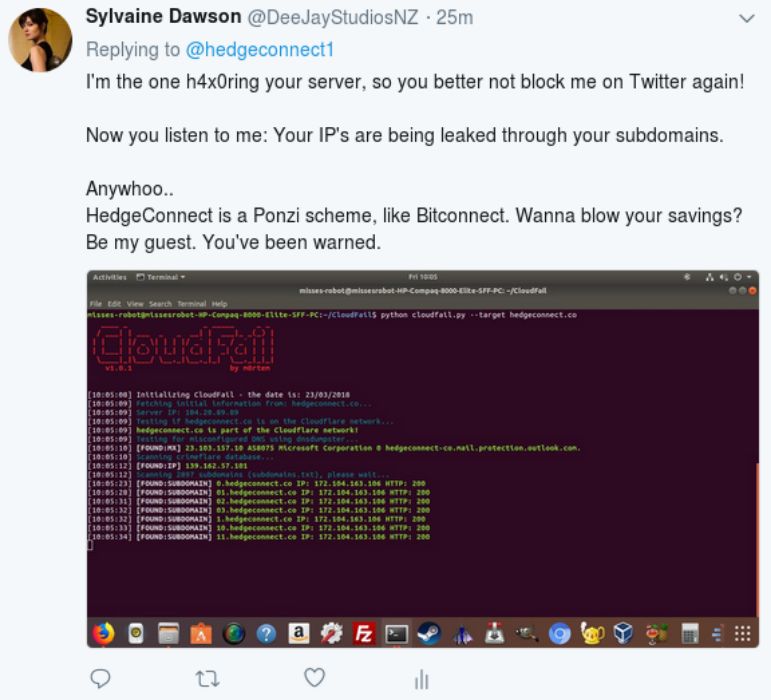 Sylvaine Dawson @DeeJayStudiosNZ · 25m
Replying to @hedgeconnect1
I'm the one h4x0ring your server, so you better not block me on Twitter again!
Now you listen to me: Your IP's are being leaked through your subdomains.
Anywhoo..
HedgeConnect is a Ponzi scheme, like Bitconnect. Wanna blow your savings?
Be my guest. You've been warned.
Activities Terminal Fri 10:05
misses-robot@missesrobot-HP-Compaq-8000-Elite-SFF-PC: ~/CloudFail
File Edit View Search Terminal Help
misses-robot@missesrobot-HP-Compaq-8000-Elite-SFF-PC:~/CloudFail$ python cloudfail.py --target hedgeconnect.co
CloudFail
v1.0.1 by m0rten
[10:05:08] Initializing CloudFail - the date is: 23/03/2018
[10:05:09] Fetching initial information from: hedgeconnect.co...
[10:05:09] Server IP: 104.20.89.89
[10:05:09] Testing if hedgeconnect.co is on the Cloudflare network...
[10:05:09] hedgeconnect.co is part of the Cloudflare network!
[10:05:09] Testing for misconfigured DNS using dnsdumpster...
[10:05:10] [FOUND:MX] 23.103.157.10 AS8075 Microsoft Corporation 0 hedgeconnect-co.mail.protection.outlook.com.
[10:05:10] Scanning crimeflare database...
[10:05:12] [FOUND:IP] 139.162.57.101
[10:05:12] Scanning 2897 subdomains (subdomains.txt), please wait...
[10:05:23] [FOUND:SUBDOMAIN] 0.hedgeconnect.co IP: 172.104.163.106 HTTP: 200
[10:05:28] [FOUND:SUBDOMAIN] 01.hedgeconnect.co IP: 172.104.163.106 HTTP: 200
[10:05:31] [FOUND:SUBDOMAIN] 02.hedgeconnect.co IP: 172.104.163.106 HTTP: 200
[10:05:32] [FOUND:SUBDOMAIN] 03.hedgeconnect.co IP: 172.104.163.106 HTTP: 200
[10:05:32] [FOUND:SUBDOMAIN] 1.hedgeconnect.co IP: 172.104.163.106 HTTP: 200
[10:05:33] [FOUND:SUBDOMAIN] 10.hedgeconnect.co IP: 172.104.163.106 HTTP: 200
[10:05:34] [FOUND:SUBDOMAIN] 11.hedgeconnect.co IP: 172.104.163.106 HTTP: 200